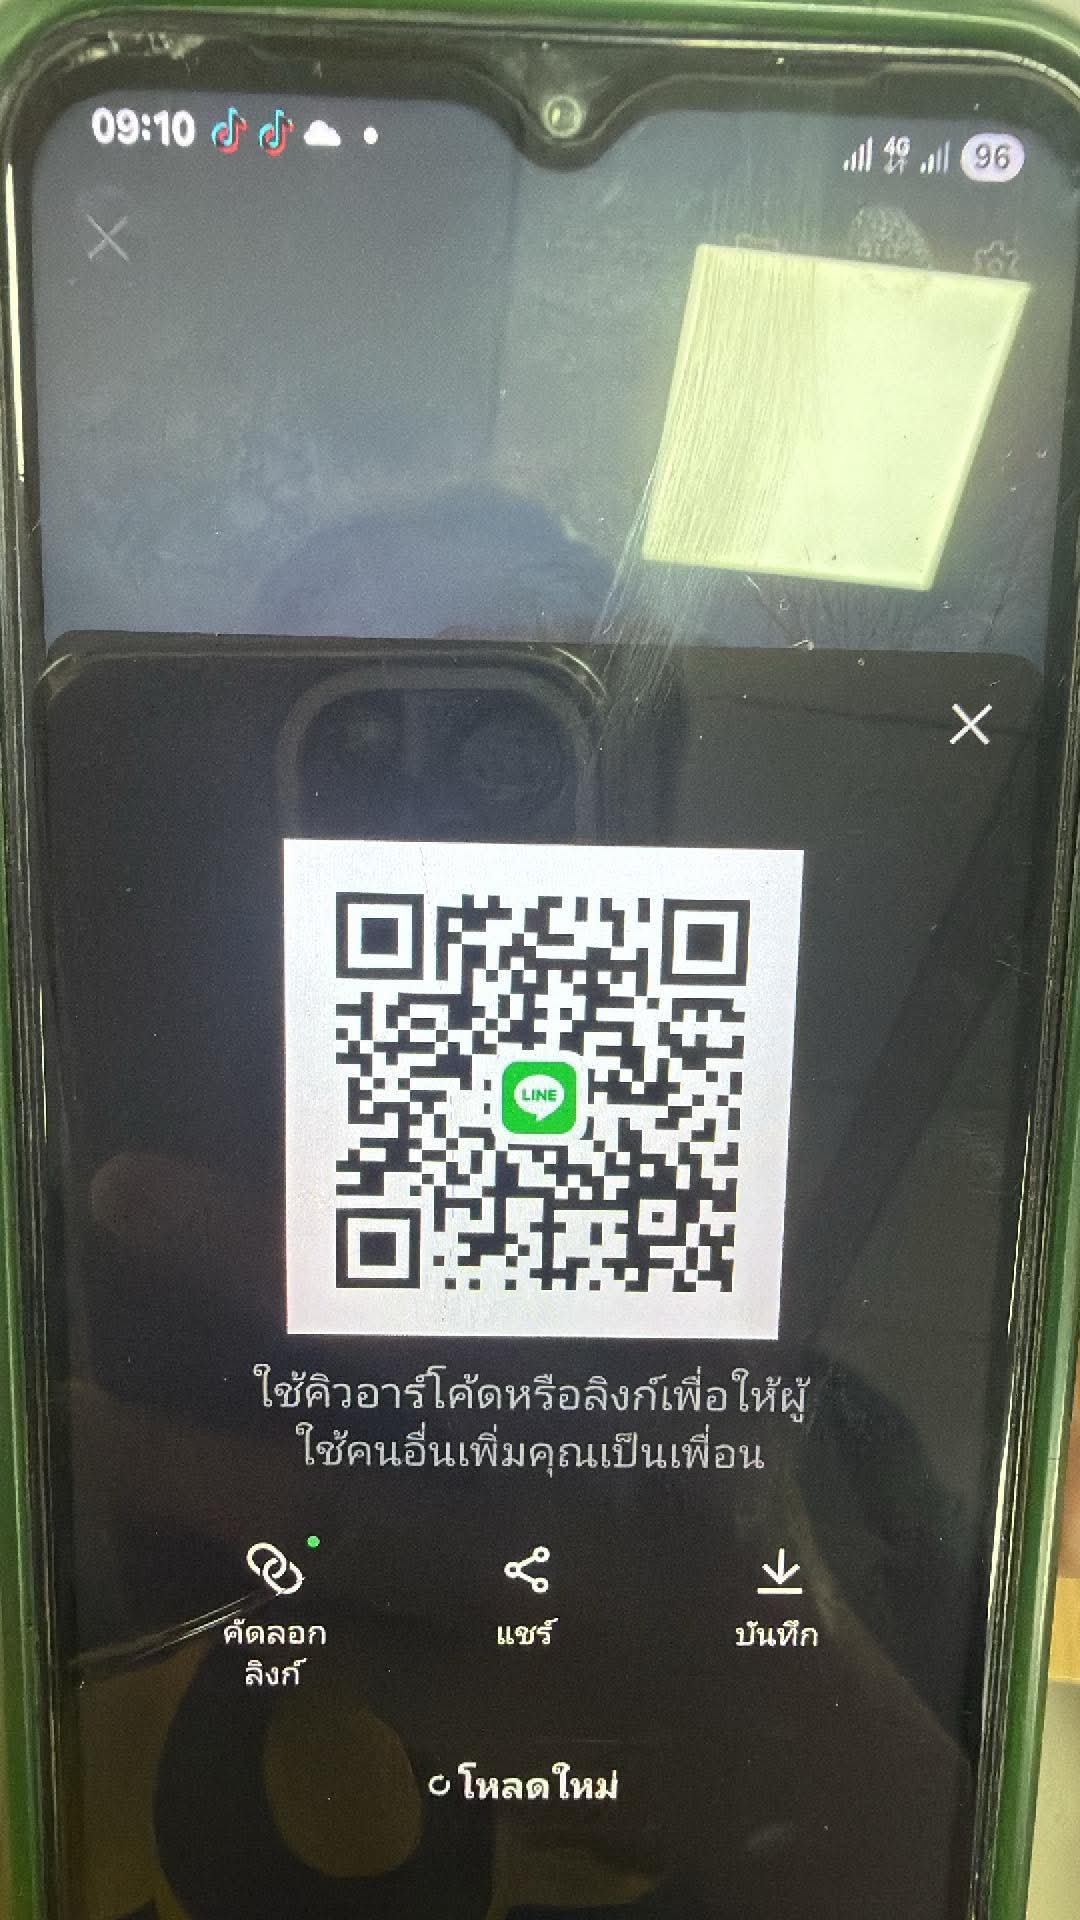 09:10
4G
96
LINE
ใช้คิวอาร์โค้ดหรือลิงก์เพื่อให้ผู้
ใช้คนอื่นเพิ่มคุณเป็นเพื่อน
คัดลอก
ลิงก์
แชร์
บันทึก
โหลดใหม่